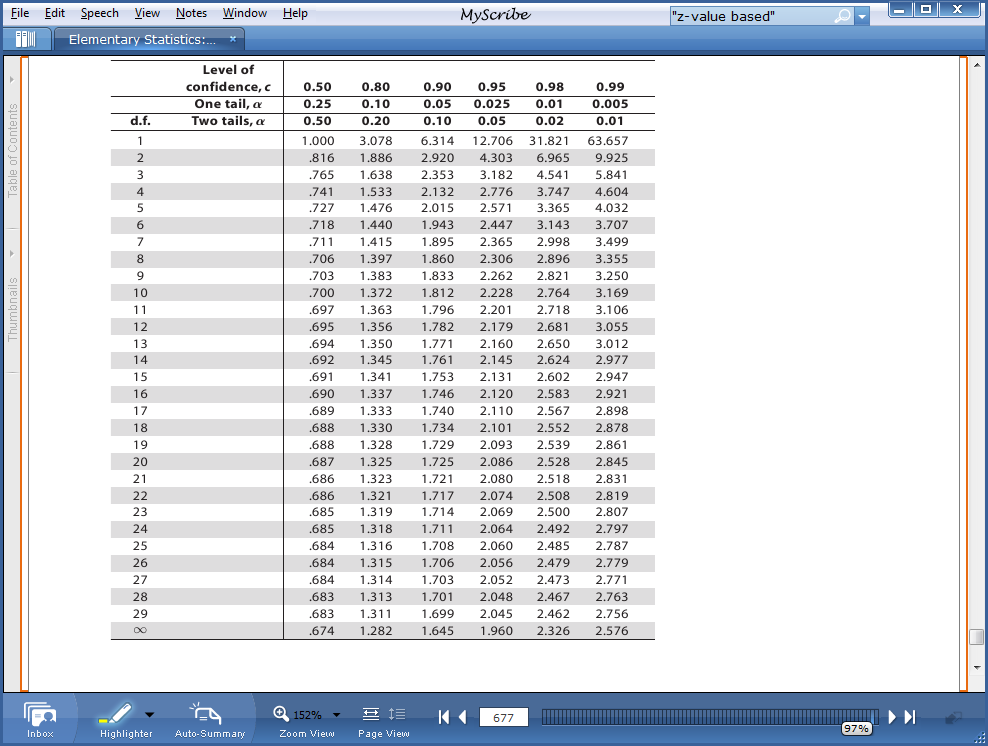 File Edit Speech View Notes Window Help MyScribe "z-value based"
Elementary Statistics:...
Table of Contents
Thumbnails
Level of
confidence, c 0.50 0.80 0.90 0.95 0.98 0.99
One tail, α 0.25 0.10 0.05 0.025 0.01 0.005
d.f. Two tails, α 0.50 0.20 0.10 0.05 0.02 0.01
1 1.000 3.078 6.314 12.706 31.821 63.657
2 .816 1.886 2.920 4.303 6.965 9.925
3 .765 1.638 2.353 3.182 4.541 5.841
4 .741 1.533 2.132 2.776 3.747 4.604
5 .727 1.476 2.015 2.571 3.365 4.032
6 .718 1.440 1.943 2.447 3.143 3.707
7 .711 1.415 1.895 2.365 2.998 3.499
8 .706 1.397 1.860 2.306 2.896 3.355
9 .703 1.383 1.833 2.262 2.821 3.250
10 .700 1.372 1.812 2.228 2.764 3.169
11 .697 1.363 1.796 2.201 2.718 3.106
12 .695 1.356 1.782 2.179 2.681 3.055
13 .694 1.350 1.771 2.160 2.650 3.012
14 .692 1.345 1.761 2.145 2.624 2.977
15 .691 1.341 1.753 2.131 2.602 2.947
16 .690 1.337 1.746 2.120 2.583 2.921
17 .689 1.333 1.740 2.110 2.567 2.898
18 .688 1.330 1.734 2.101 2.552 2.878
19 .688 1.328 1.729 2.093 2.539 2.861
20 .687 1.325 1.725 2.086 2.528 2.845
21 .686 1.323 1.721 2.080 2.518 2.831
22 .686 1.321 1.717 2.074 2.508 2.819
23 .685 1.319 1.714 2.069 2.500 2.807
24 .685 1.318 1.711 2.064 2.492 2.797
25 .684 1.316 1.708 2.060 2.485 2.787
26 .684 1.315 1.706 2.056 2.479 2.779
27 .684 1.314 1.703 2.052 2.473 2.771
28 .683 1.313 1.701 2.048 2.467 2.763
29 .683 1.311 1.699 2.045 2.462 2.756
∞ .674 1.282 1.645 1.960 2.326 2.576
152% 677 97%
Inbox Highlighter Auto-Summary Zoom View Page View